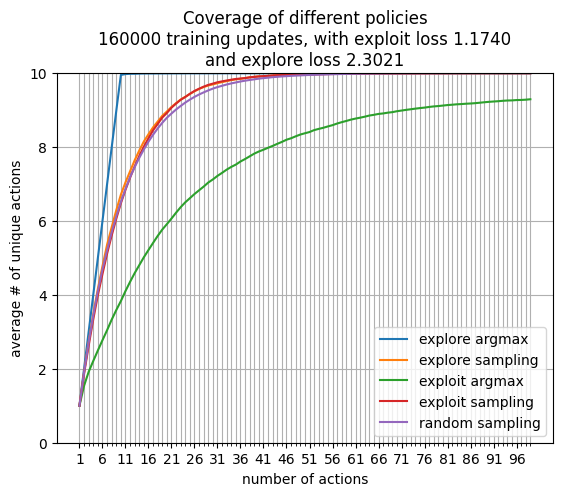 Coverage of different policies
160000 training updates, with exploit loss 1.1740
and explore loss 2.3021
10
8
6
4
2
0
average # of unique actions
explore argmax
explore sampling
exploit argmax
exploit sampling
random sampling
1 6 11 16 21 26 31 36 41 46 51 56 61 66 71 76 81 86 91 96
number of actions